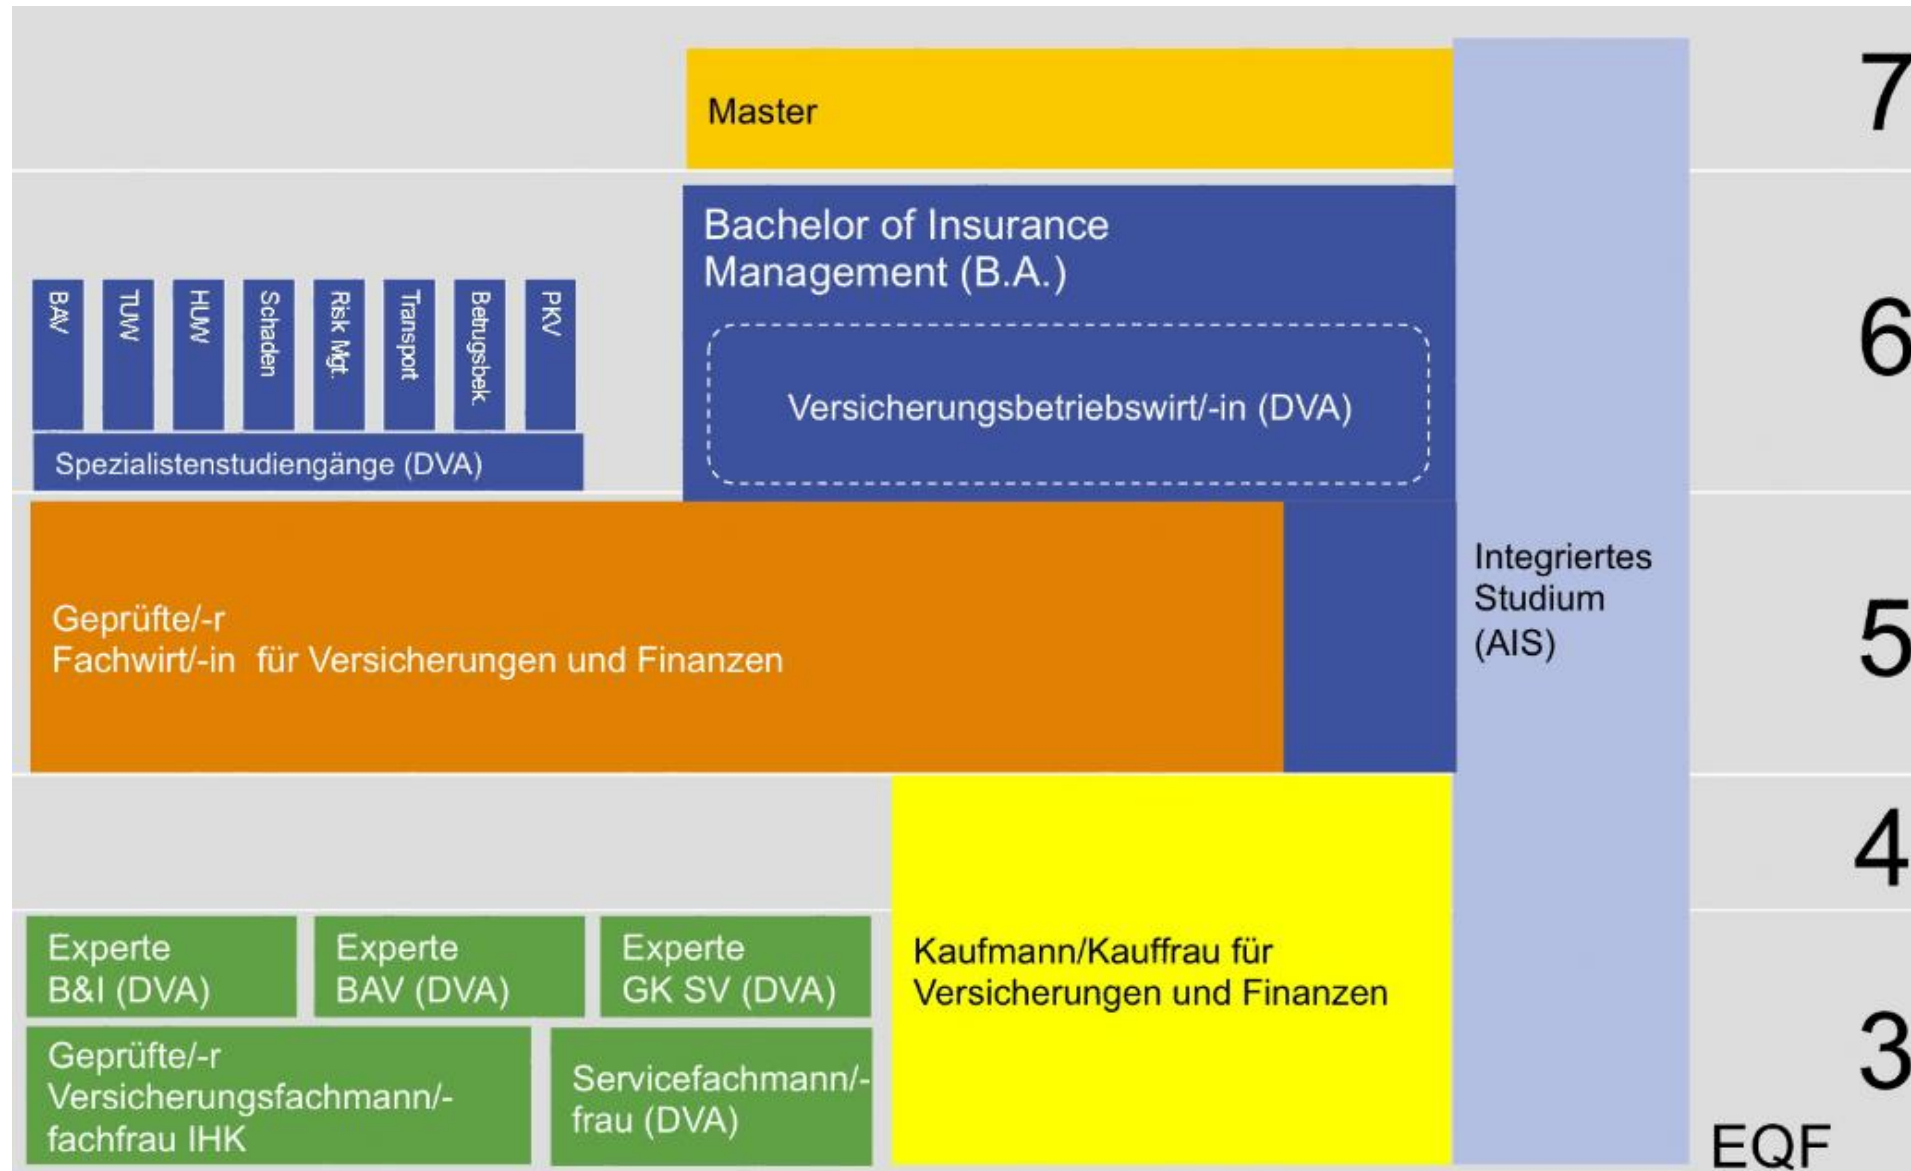 Master
7
Bachelor of Insurance
Management (B.A.)
Versicherungsbetriebswirt/-in (DVA)
6
BAV
TUW
HUW
Schaden
Risk Mgt.
Transport
Betrugsbek.
PKV
Spezialistenstudiengänge (DVA)
Geprüfte/-r
Fachwirt/-in für Versicherungen und Finanzen
Integriertes
Studium
(AIS)
5
4
Experte
B&I (DVA)
Experte
BAV (DVA)
Experte
GK SV (DVA)
Kaufmann/Kauffrau für
Versicherungen und Finanzen
Geprüfte/-r
Versicherungsfachmann/-
fachfrau IHK
Servicefachmann/-
frau (DVA)
3
EQF